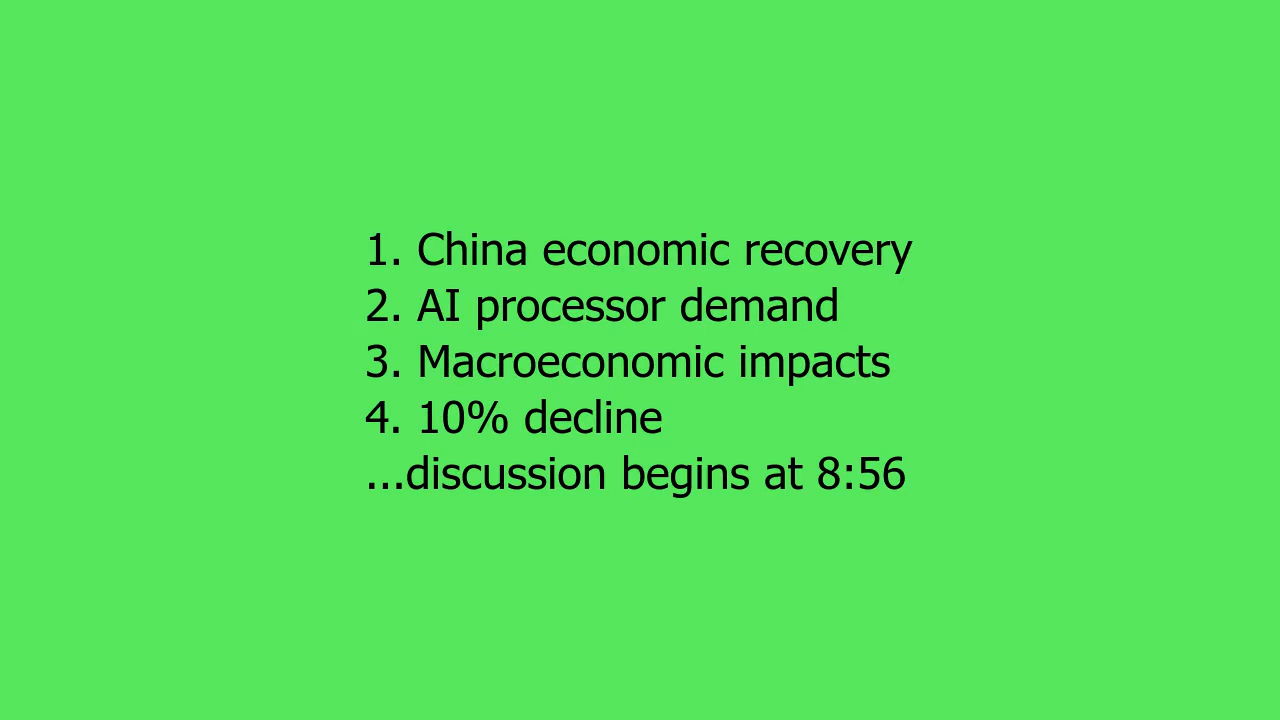 1. China economic recovery
2. AI processor demand
3. Macroeconomic impacts
4. 10% decline
...discussion begins at 8:56